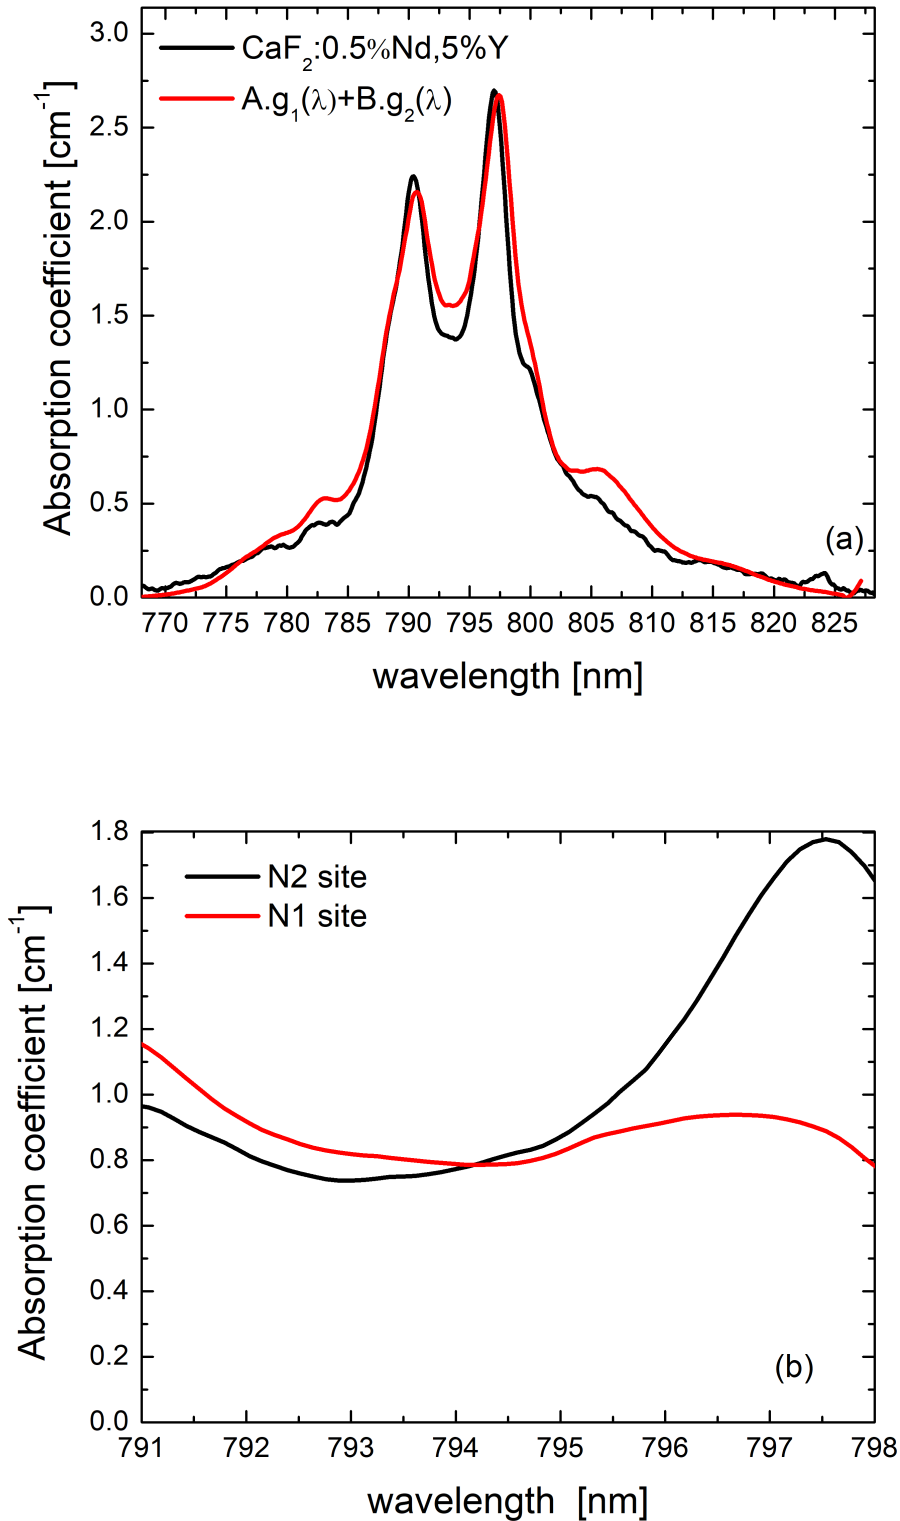 3.0
2.5
2.0
1.5
1.0
0.5
0.0
Absorption coefficient [cm-1]
CaF2:0.5%Nd,5%Y
A.g1(λ)+B.g2(λ)
(a)
770 775 780 785 790 795 800 805 810 815 820 825
wavelength [nm]
1.8
1.6
1.4
1.2
1.0
0.8
0.6
0.4
0.2
0.0
Absorption coefficient [cm-1]
N2 site
N1 site
(b)
791 792 793 794 795 796 797 798
wavelength [nm]